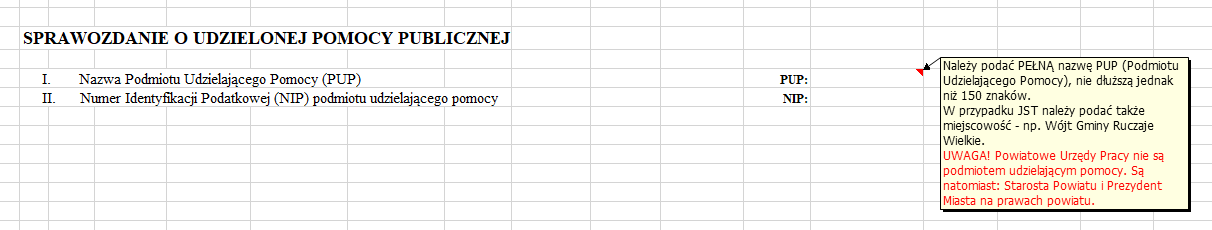 SPRAWOZDANIE O UDZIELONEJ POMOCY PUBLICZNEJ
I. Nazwa Podmiotu Udzielającego Pomocy (PUP) PUP:
II. Numer Identyfikacji Podatkowej (NIP) podmiotu udzielającego pomocy NIP:
Należy podać PEŁNĄ nazwę PUP (Podmiotu
Udzielającego Pomocy), nie dłuższą jednak
niż 150 znaków.
W przypadku JST należy podać także
miejscowość - np. Wójt Gminy Ruczaje
Wielkie.
UWAGA! Powiatowe Urzędy Pracy nie są
podmiotem udzielającym pomocy. Są
natomiast: Starosta Powiatu i Prezydent
Miasta na prawach powiatu.